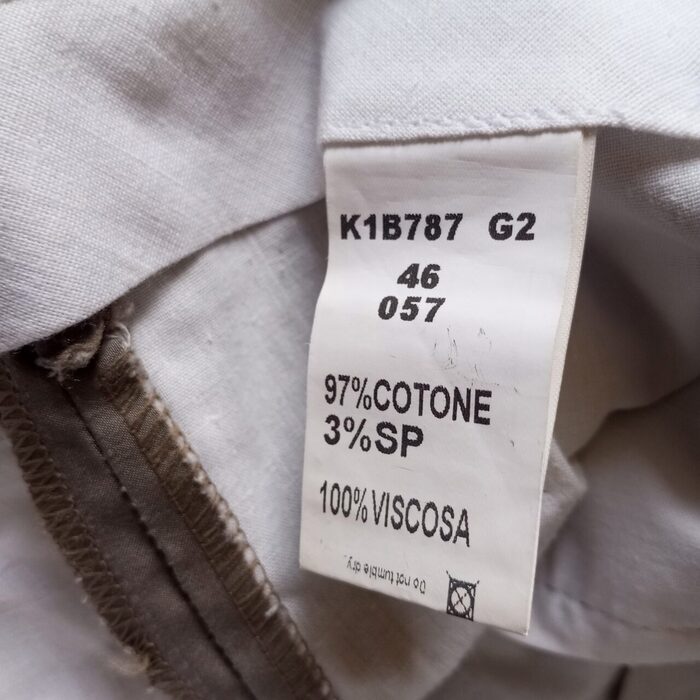 K1B787 G2
46
057
97%COTONE
3%SP
100%VISCOSA
Do not tumble dry